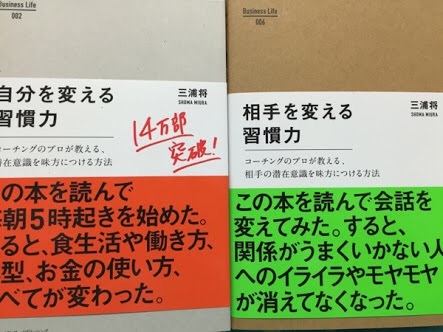 Business Life
002
自分を変える
習慣力
三浦将
SHOMA MIURA
コーチングのプロが教える、
潜在意識を味方につける方法
14万部
突破!
この本を読んで
毎朝5時起きを始めた。
すると、食生活や働き方、
型、お金の使い方、
べてが変わった。
Business Life
006
相手を変える
習慣力
三浦将
SHOMA MIURA
コーチングのプロが教える、
相手の潜在意識を味方につける方法
この本を読んで会話を
変えてみた。すると、
関係がうまくいかない人
へのイライラやモヤモヤ
が消えてなくなった。